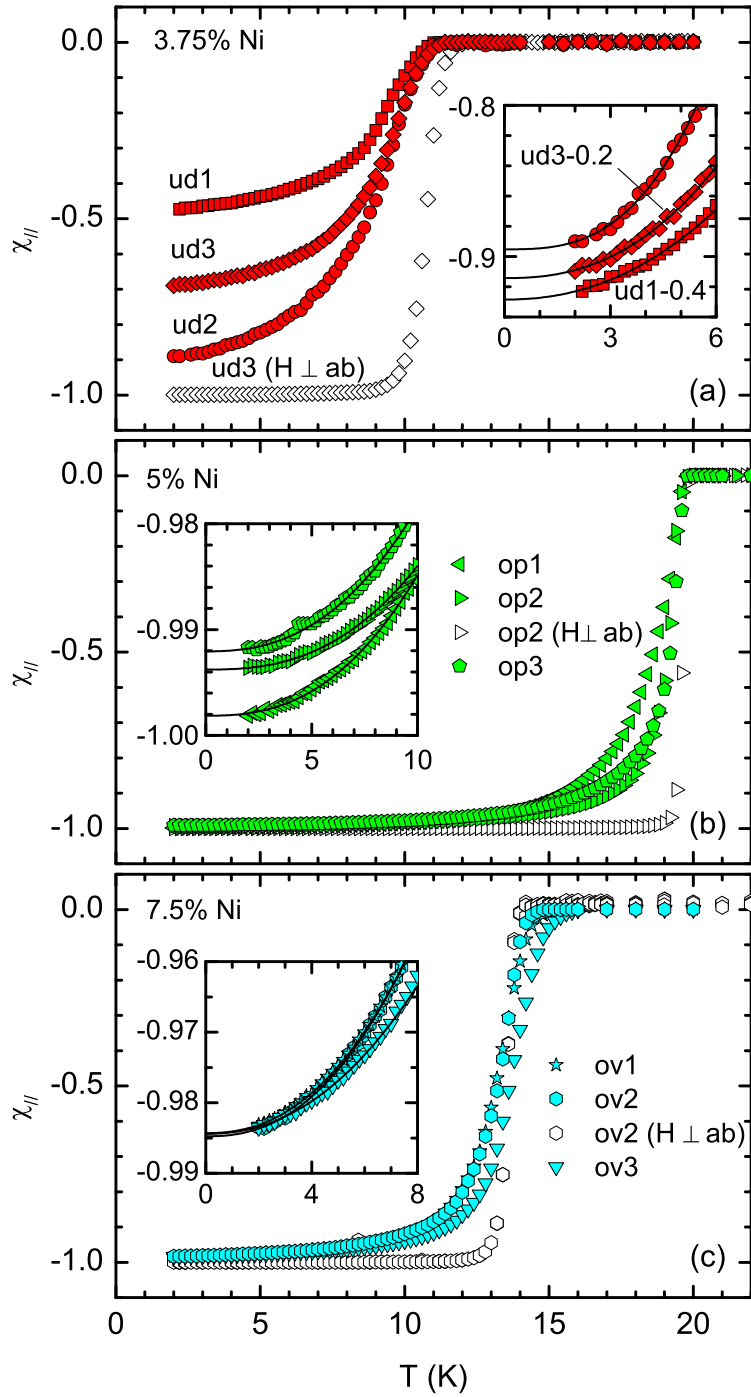 3.75% Ni
0.0
-0.5
-1.0
χ//
ud1
ud3
ud2
ud3 (H ⊥ ab)
-0.8
-0.9
0 3 6
ud3-0.2
ud1-0.4
(a)
5% Ni
0.0
-0.5
-1.0
χ//
-0.98
-0.99
-1.00
0 5 10
op1
op2
op2 (H⊥ ab)
op3
(b)
7.5% Ni
0.0
-0.5
-1.0
χ//
-0.96
-0.97
-0.98
-0.99
0 4 8
ov1
ov2
ov2 (H ⊥ ab)
ov3
(c)
0 5 10 15 20
T (K)